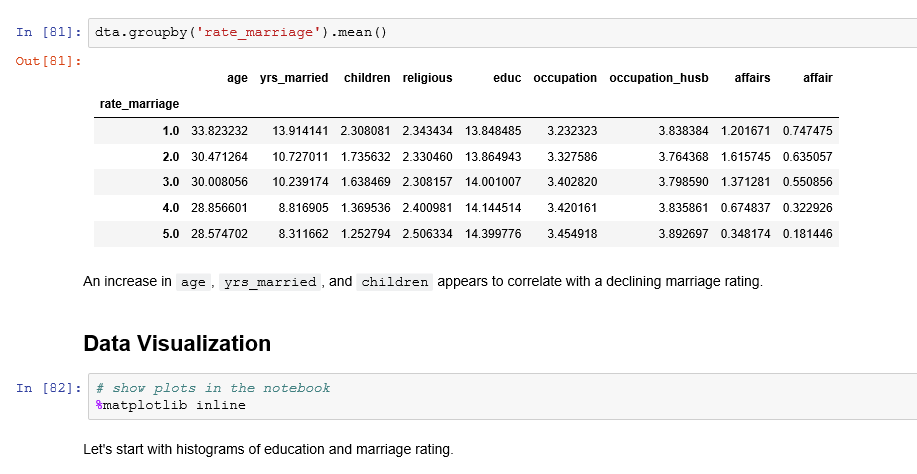 In [81]: dta.groupby('rate_marriage').mean()
Out[81]:
age yrs_married children religious educ occupation occupation_husb affairs affair
rate_marriage
1.0 33.823232 13.914141 2.308081 2.343434 13.848485 3.232323 3.838384 1.201671 0.747475
2.0 30.471264 10.727011 1.735632 2.330460 13.864943 3.327586 3.764368 1.615745 0.635057
3.0 30.008056 10.239174 1.638469 2.308157 14.001007 3.402820 3.798590 1.371281 0.550856
4.0 28.856601 8.816905 1.369536 2.400981 14.144514 3.420161 3.835861 0.674837 0.322926
5.0 28.574702 8.311662 1.252794 2.506334 14.399776 3.454918 3.892697 0.348174 0.181446
An increase in age, yrs_married, and children appears to correlate with a declining marriage rating.
Data Visualization
In [82]: # show plots in the notebook
%matplotlib inline
Let's start with histograms of education and marriage rating.